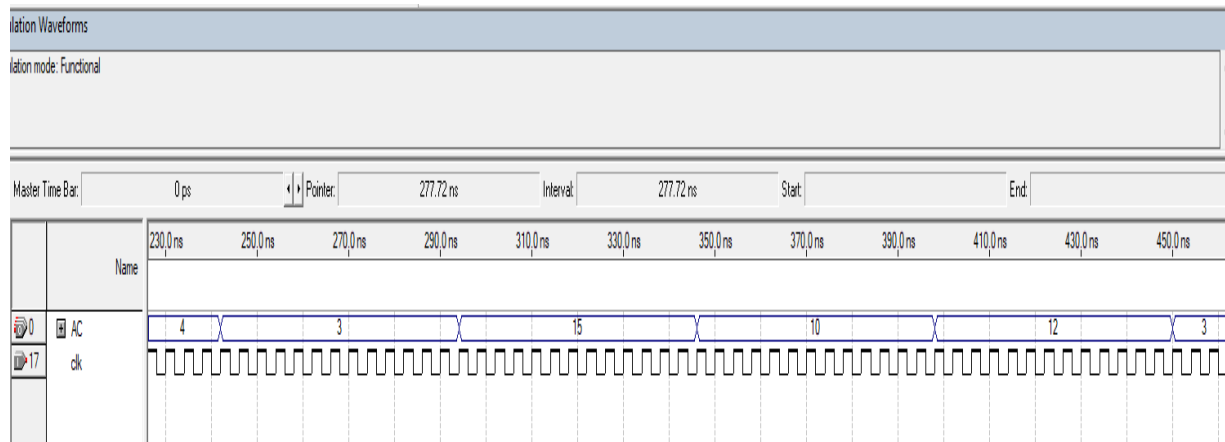 ulation Waveforms
ulation mode: Functional
Master Time Bar: 0 ps Pointer: 277.72 ns Interval: 277.72 ns Start: End:
Name 230.0 ns 250.0 ns 270.0 ns 290.0 ns 310.0 ns 330.0 ns 350.0 ns 370.0 ns 390.0 ns 410.0 ns 430.0 ns 450.0 ns
0 AC 4 3 15 10 12 3
17 clk